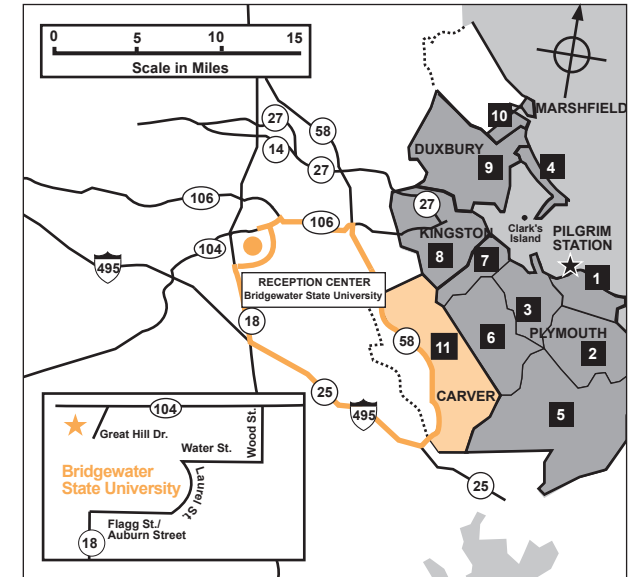 0 5 10 15
Scale in Miles
27
58
14
27
10
MARSHFIELD
DUXBURY
9
4
106
27
106
104
KINGSTON
Clark's
Island
PILGRIM
STATION
495
8
7
1
RECEPTION CENTER
Bridgewater State University
18
3
PLYMOUTH
58
11
6
2
25
CARVER
495
5
25
104
Great Hill Dr.
Wood St.
Water St.
Bridgewater
State University
Laurel St.
Flagg St./
Auburn Street
18